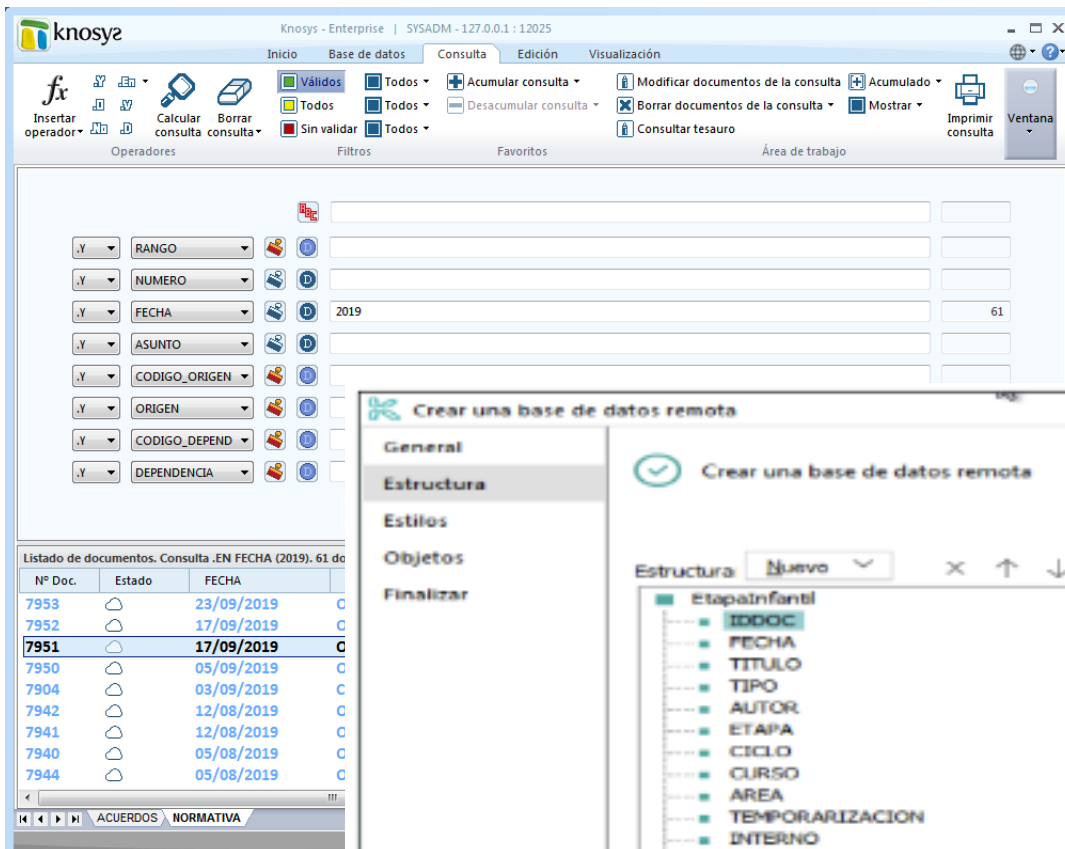 knosys
Knosys - Enterprise | SYSADM - 127.0.0.1 : 12025
Inicio Base de datos Consulta Edición Visualización
fx Insertar operador
Calcular consulta
Borrar consulta
Válidos Todos Acumular consulta Modificar documentos de la consulta Acumulado
Todos Todos Desacumular consulta Borrar documentos de la consulta Mostrar
Sin validar Todos Consultar tesauro
Imprimir consulta
Ventana
Operadores Filtros Favoritos Área de trabajo
ABC
.Y RANGO D
.Y NUMERO D
.Y FECHA D 2019 61
.Y ASUNTO D
.Y CODIGO_ORIGEN D
.Y ORIGEN D
.Y CODIGO_DEPEND D
.Y DEPENDENCIA D
Listado de documentos. Consulta .EN FECHA (2019). 61 do
Nº Doc. Estado FECHA
7953 23/09/2019 O
7952 17/09/2019 O
7951 17/09/2019 O
7950 05/09/2019 O
7904 03/09/2019 C
7942 12/08/2019 O
7941 12/08/2019 O
7940 05/08/2019 O
7944 05/08/2019 O
ACUERDOS NORMATIVA
Crear una base de datos remota
General
Estructura
Estilos
Objetos
Finalizar
Crear una base de datos remota
Estructura: Nuevo
EtapaInfantil
IDDOC
FECHA
TITULO
TIPO
AUTOR
ETAPA
CICLO
CURSO
AREA
TEMPORARIZACION
INTERNO